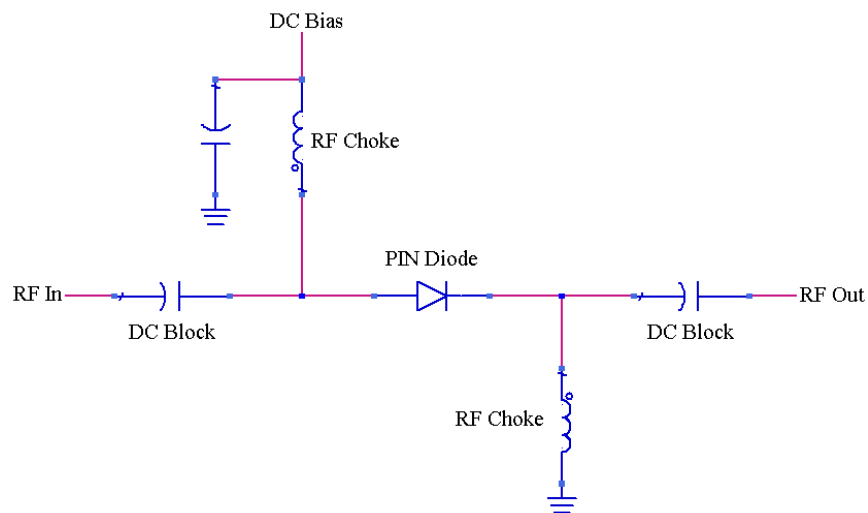 DC Bias
RF Choke
PIN Diode
RF In
RF Out
DC Block
DC Block
RF Choke